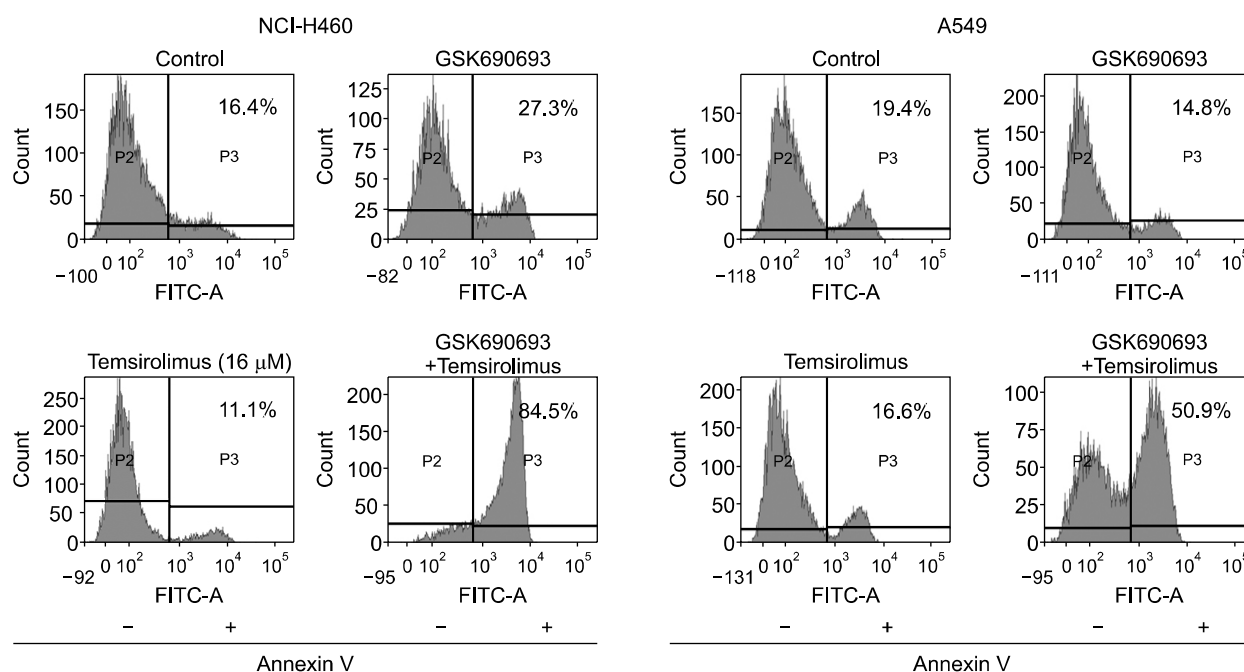 NCI-H460
Control
16.4%
P2
P3
Count
150
100
50
0
−100
0 10² 10³ 10⁴ 10⁵
FITC-A
GSK690693
27.3%
P2
P3
Count
125
100
75
50
25
0
−82
0 10² 10³ 10⁴ 10⁵
FITC-A
Temsirolimus (16 μM)
11.1%
P2
P3
Count
250
200
150
100
50
0
−92
0 10² 10³ 10⁴ 10⁵
FITC-A
GSK690693
+Temsirolimus
84.5%
P2
P3
Count
200
150
100
50
0
−95
0 10² 10³ 10⁴ 10⁵
FITC-A
− + − +
Annexin V
A549
Control
19.4%
P2
P3
Count
150
100
50
0
−118
0 10² 10³ 10⁴ 10⁵
FITC-A
GSK690693
14.8%
P2
P3
Count
200
150
100
50
0
−111
0 10² 10³ 10⁴ 10⁵
FITC-A
Temsirolimus
16.6%
P2
P3
Count
200
150
100
50
0
−131
0 10² 10³ 10⁴ 10⁵
FITC-A
GSK690693
+Temsirolimus
50.9%
P2
P3
Count
100
75
50
25
0
−95
0 10² 10³ 10⁴ 10⁵
FITC-A
− + − +
Annexin V